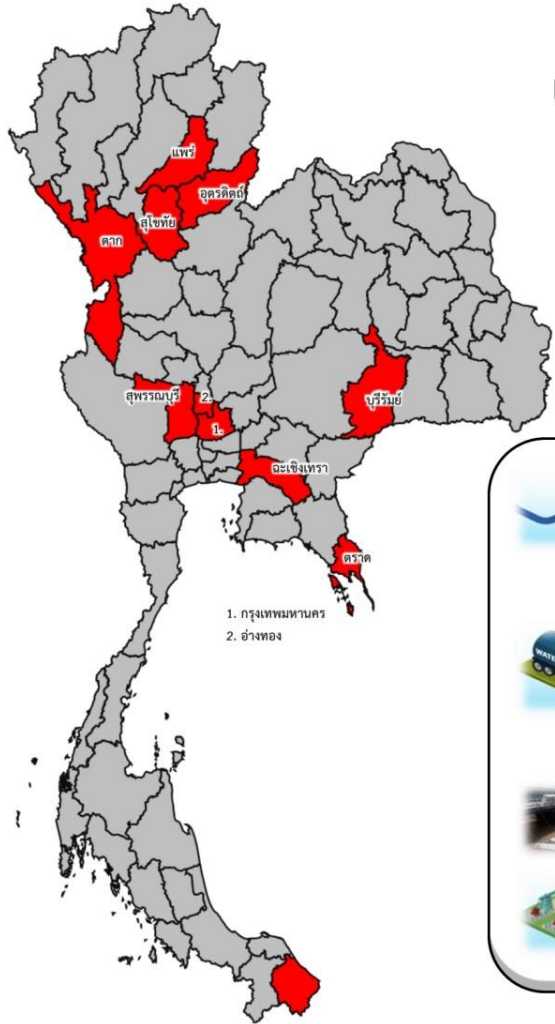 แพร่
อุตรดิตถ์
สุโขทัย
ตาก
สุพรรณบุรี
2.
1.
บุรีรัมย์
ฉะเชิงเทรา
ตราด
1. กรุงเทพมหานคร
2. อ่างทอง
WATE